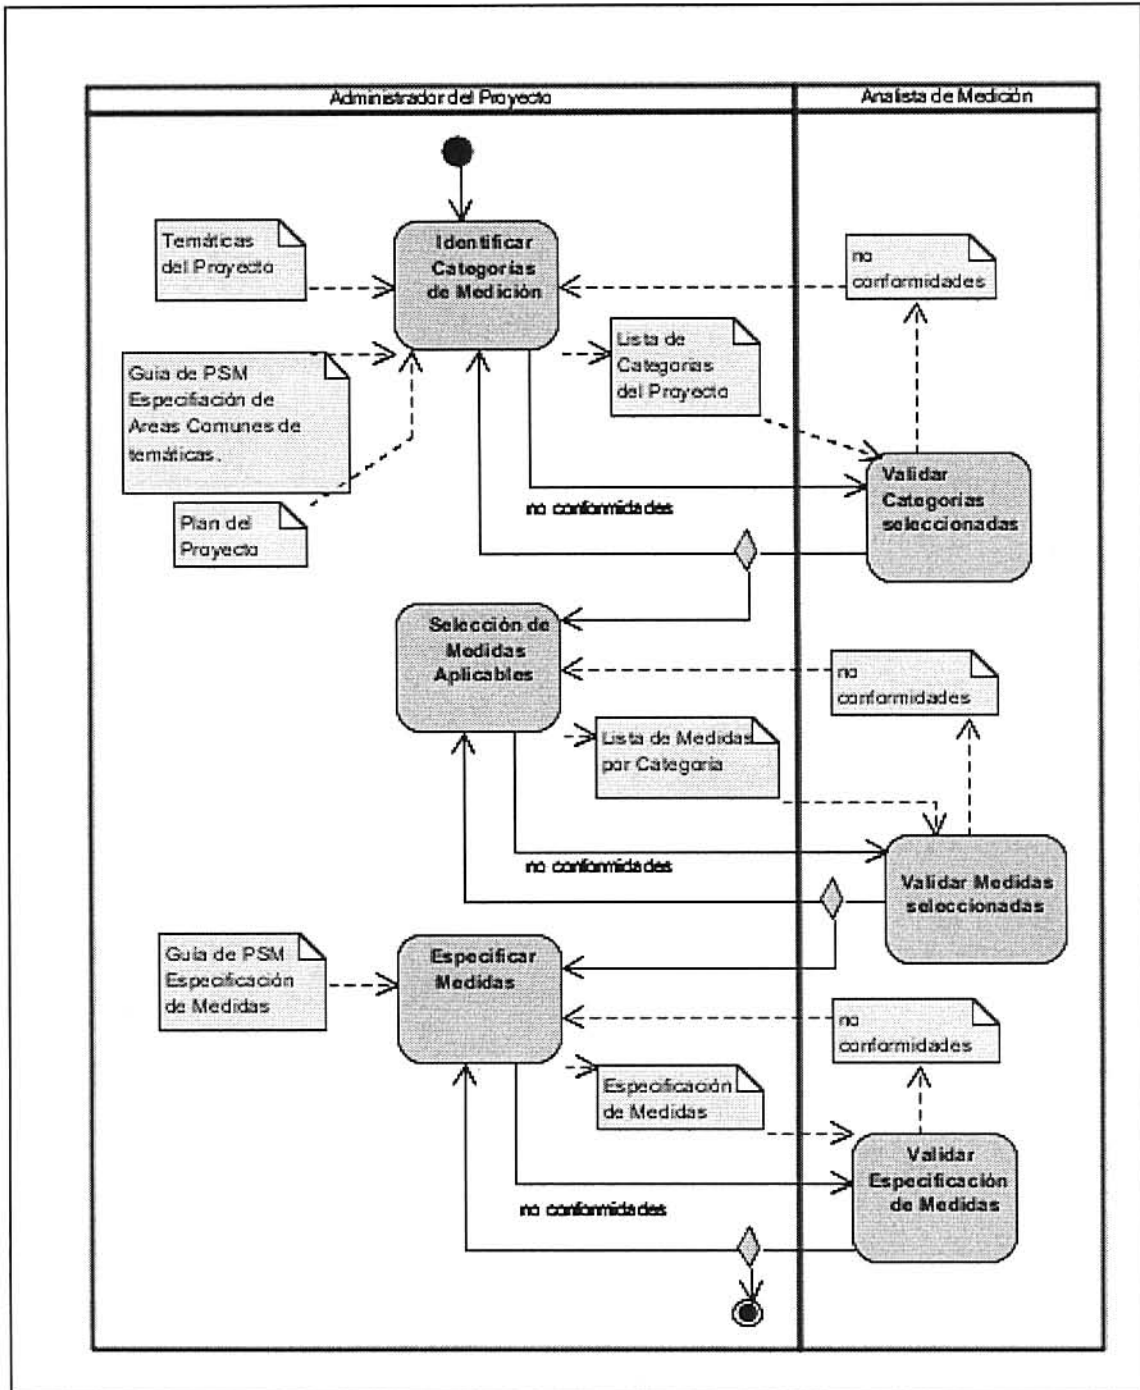 Administrador del Proyecto
Analista de Medición
Identificar
Categorías
de Medición
Temáticas
del Proyecto
no
conformidades
Lista de
Categorias
del Proyecto
Guia de PSM
Especifiación de
Areas Comunes de
temáticas.
Validar
Categorías
seleccionadas
no conformidades
Plan del
Proyecto
Selección de
Medidas
Aplicables
no
conformidades
Lista de Medidas
por Categoria
no conformidades
Validar Medidas
seleccionadas
Guia de PSM
Especificación
de Medidas
Especificar
Medidas
no
conformidades
Especificación
de Medidas
Validar
Especificación
de Medidas
no conformidades